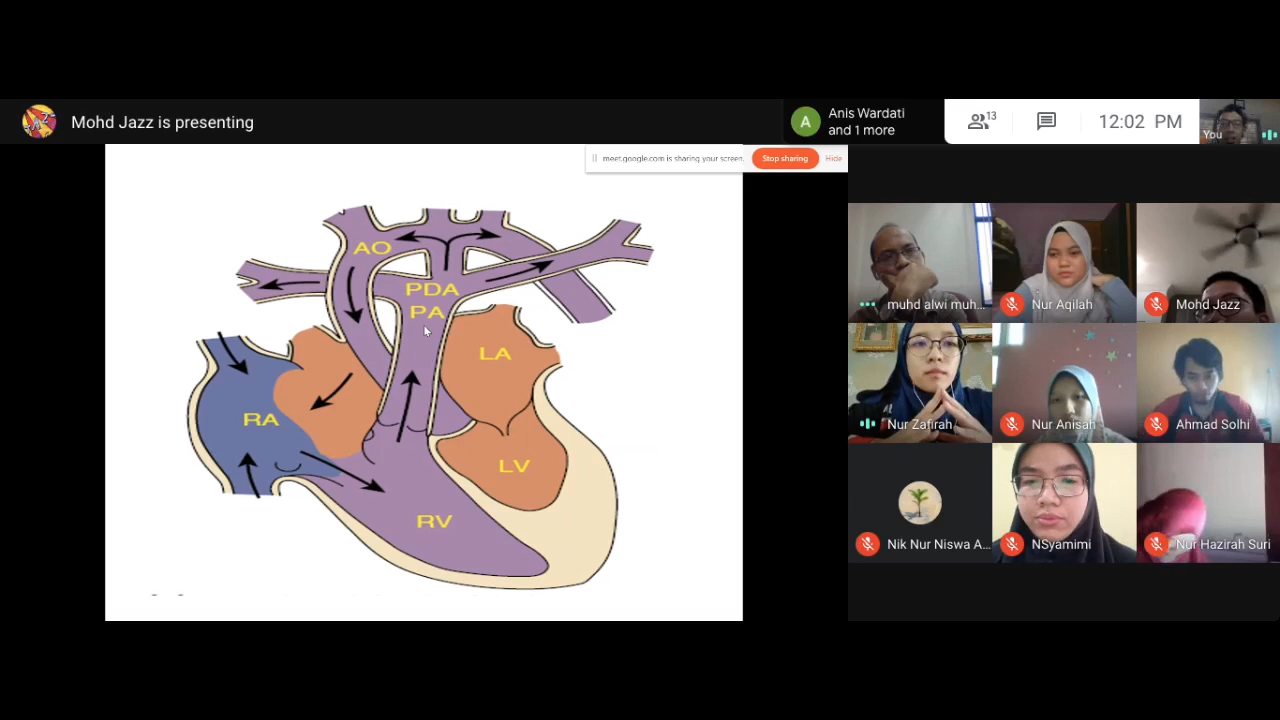 Mohd Jazz is presenting
A
Anis Wardati
and 1 more
13
12:02 PM
You
meet.google.com is sharing your screen.
Stop sharing
Hide
AO
PDA
PA
LA
RA
LV
RV
muhd alwi muh...
Nur Aqilah
Mohd Jazz
Nur Zafirah
Nur Anisah
Ahmad Solhi
Nik Nur Niswa A...
NSyamimi
Nur Hazirah Suri